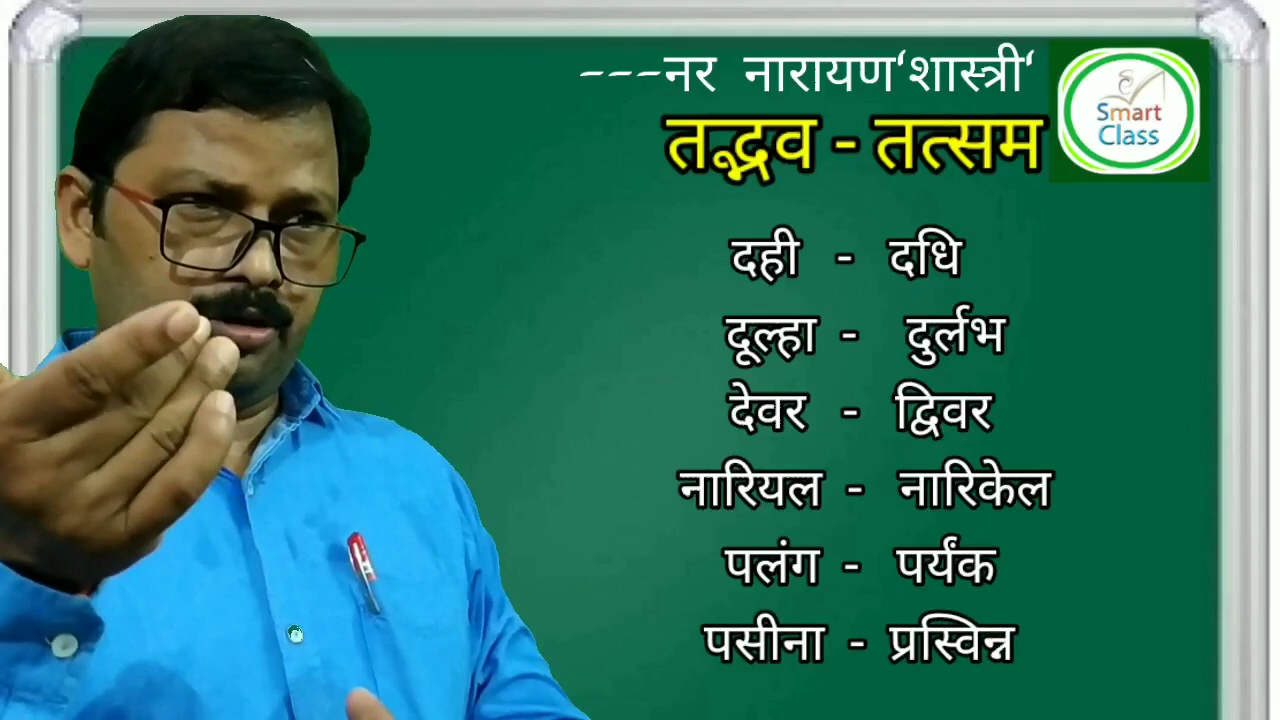 ---नर नारायण‘शास्त्री‘
Smart
Class
तद्भव - तत्सम
दही - दधि
दूल्हा - दुर्लभ
देवर - द्विवर
नारियल - नारिकेल
पलंग - पर्यंक
पसीना - प्रस्विन्न